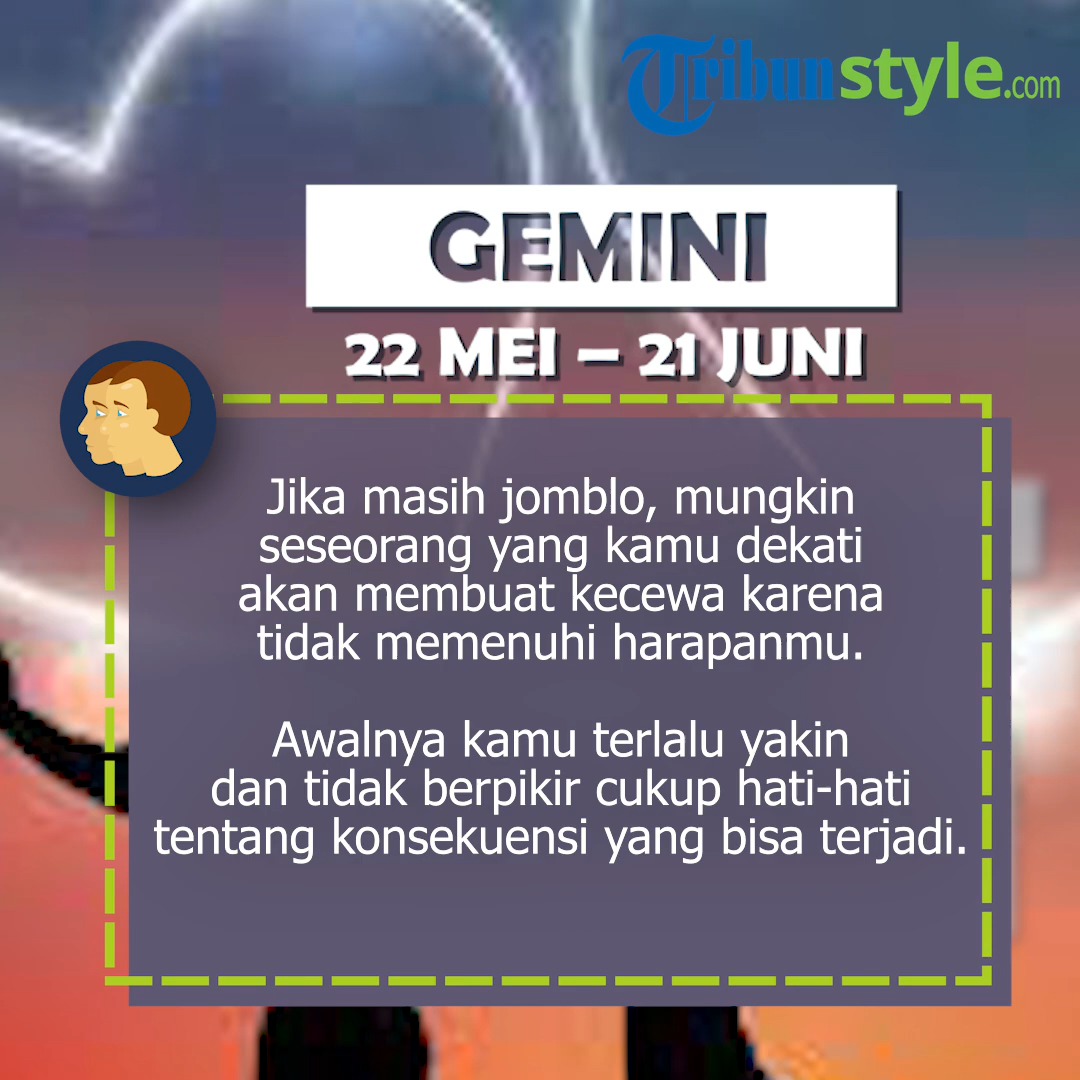 Tribunstyle.com
GEMINI
22 MEI – 21 JUNI
Jika masih jomblo, mungkin
seseorang yang kamu dekati
akan membuat kecewa karena
tidak memenuhi harapanmu.
Awalnya kamu terlalu yakin
dan tidak berpikir cukup hati-hati
tentang konsekuensi yang bisa terjadi.